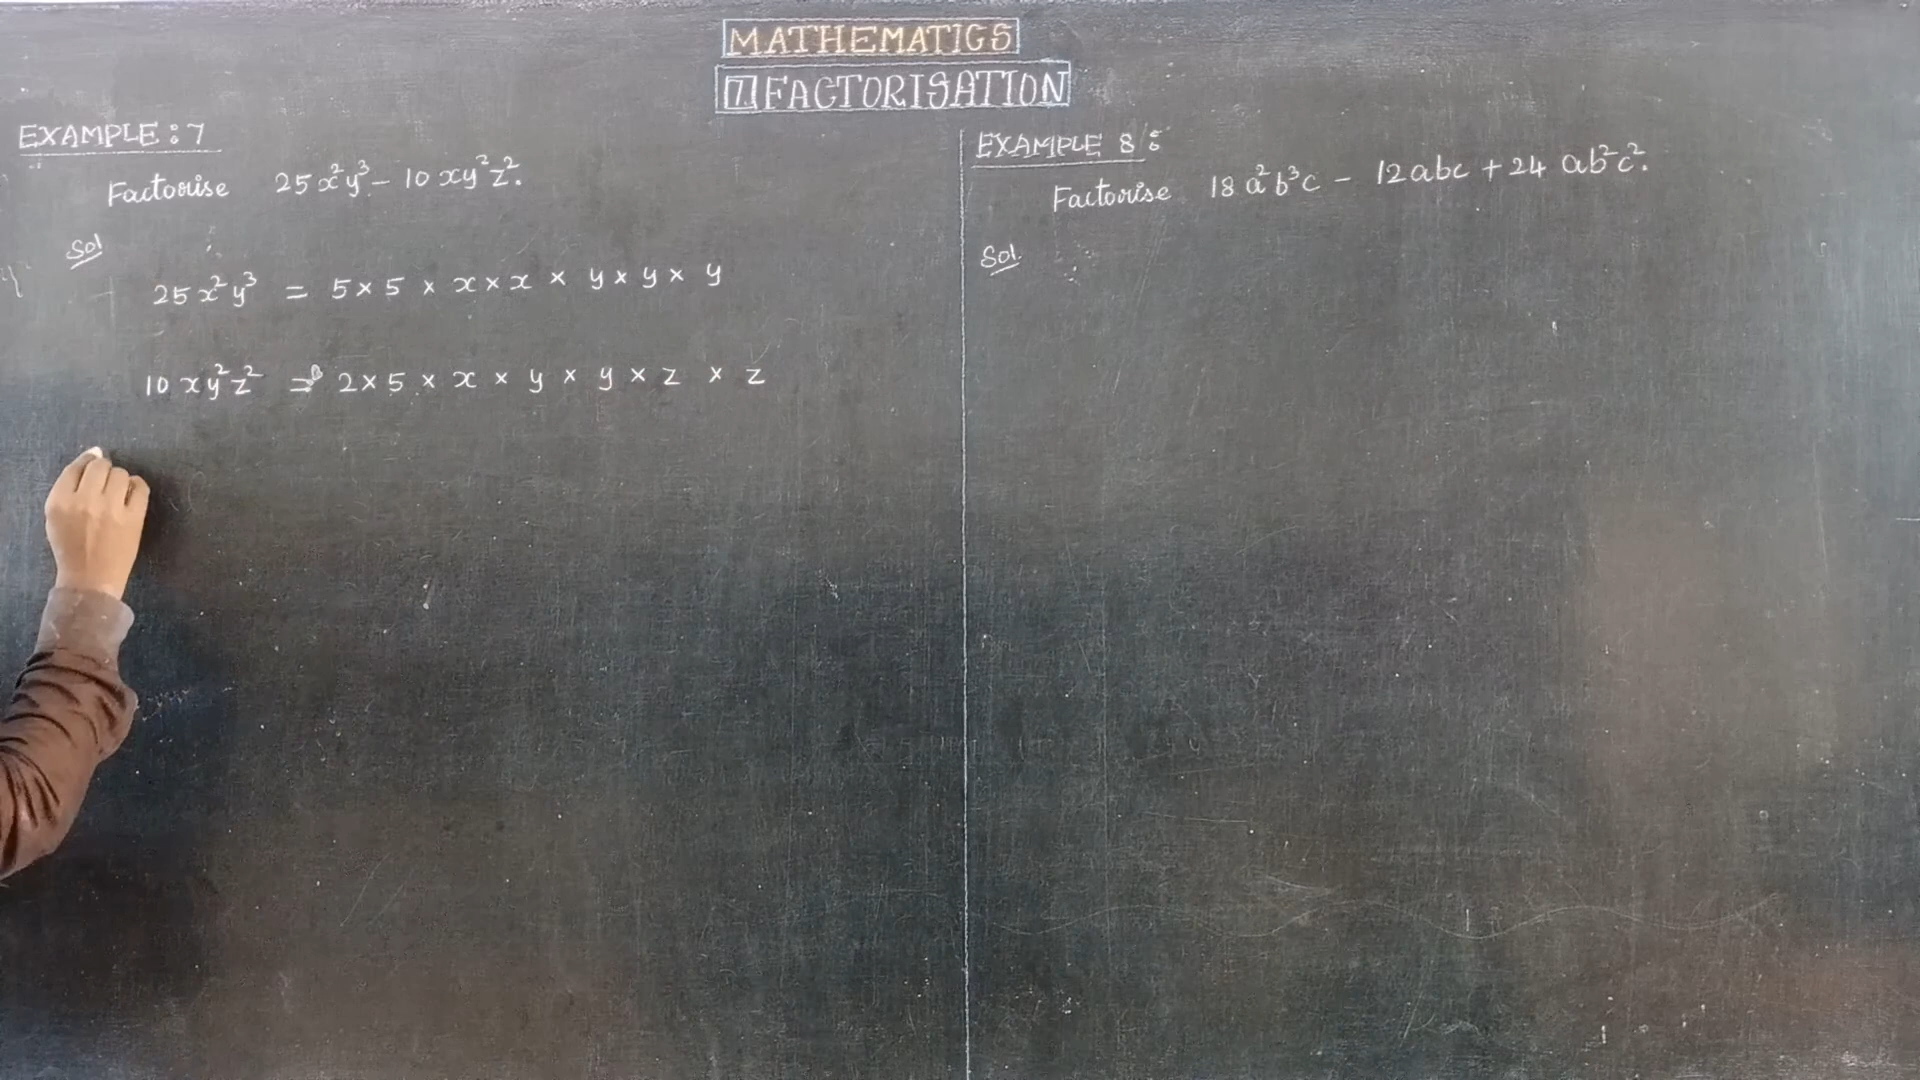 MATHEMATICS
7. FACTORISATION
EXAMPLE: 7
Factorise 25x²y³ - 10xy²z².
Sol
25x²y³ = 5 × 5 × x × x × y × y × y
10xy²z² = 2 × 5 × x × y × y × z × z
EXAMPLE 8:
Factorise 18a²b³c - 12abc + 24ab²c².
Sol.